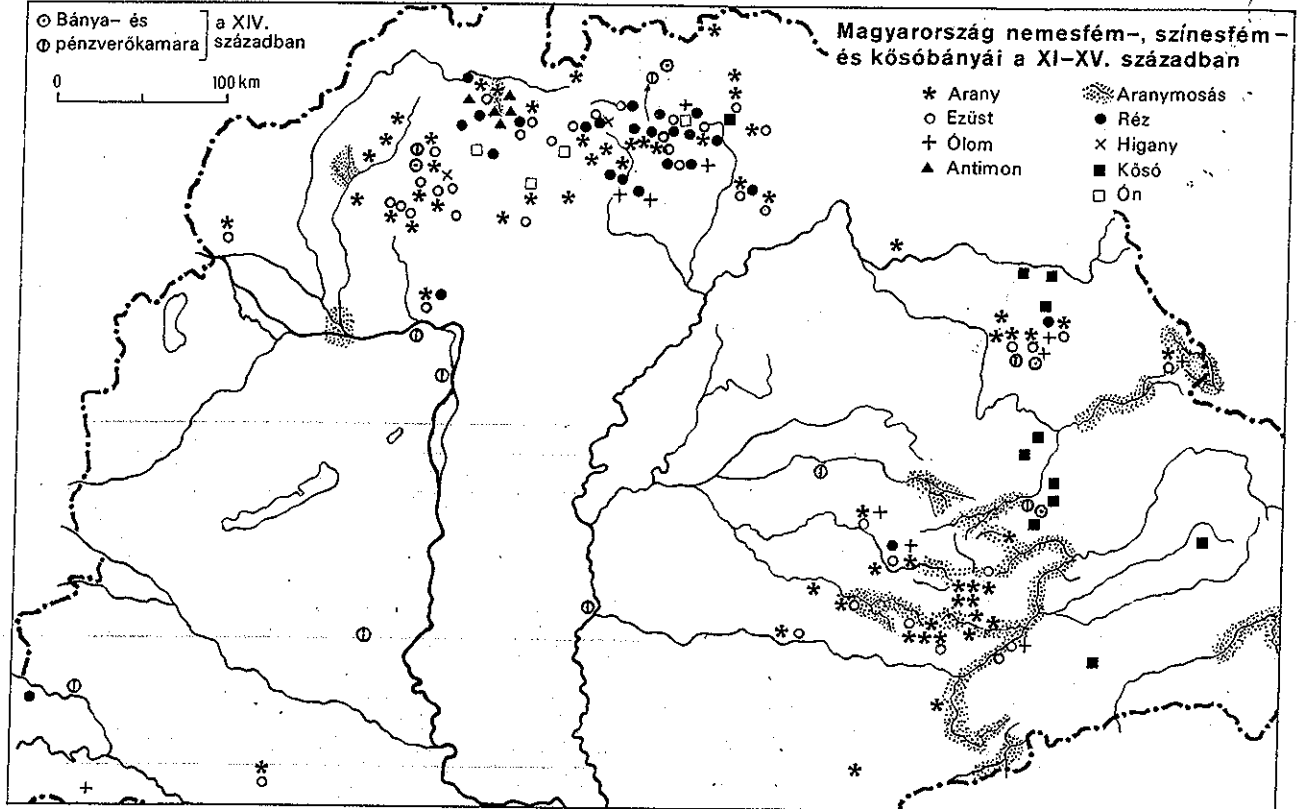 Bánya- és
pénzverőkamara
a XIV.
században
0 100 km
Magyarország nemesfém-, színesfém-
és kősóbányái a XI–XV. században
Arany
Ezüst
Ólom
Antimon
Aranymosás
Réz
Higany
Kősó
Ón